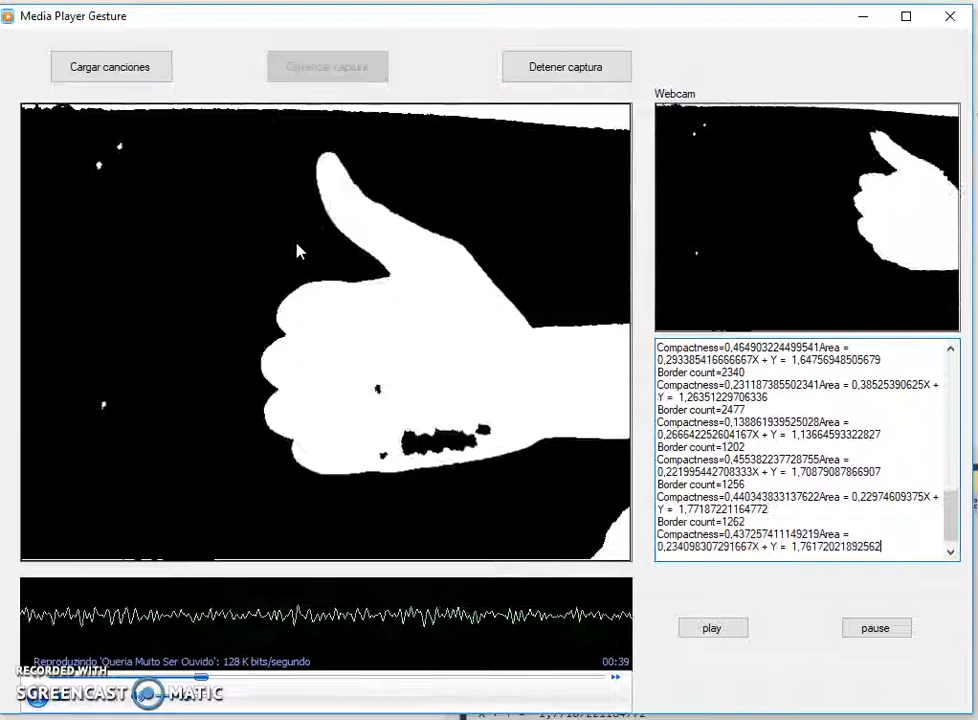 Media Player Gesture
Cargar canciones
Comenzar captura
Detener captura
Webcam
Compactness=0,464903224499541Area =
0,293385416666667X + Y =  1,64756948505679
Border count=2340
Compactness=0,231187385502341Area = 0,38525390625X +
Y =  1,26351229706336
Border count=2477
Compactness=0,138861939525028Area =
0,266642252604167X + Y =  1,13664593322827
Border count=1202
Compactness=0,455382237728755Area =
0,221995442708333X + Y =  1,70879087866907
Border count=1256
Compactness=0,440343833137622Area = 0,22974609375X +
Y =  1,77187221164772
Border count=1262
Compactness=0,437257411149219Area =
0,234098307291667X + Y =  1,76172021892562
Reproduzindo 'Queria Muito Ser Ouvido': 128 K bits/segundo
00:39
play
pause
RECORDED WITH
SCREENCAST MATIC
X + Y =  1,77187221164772